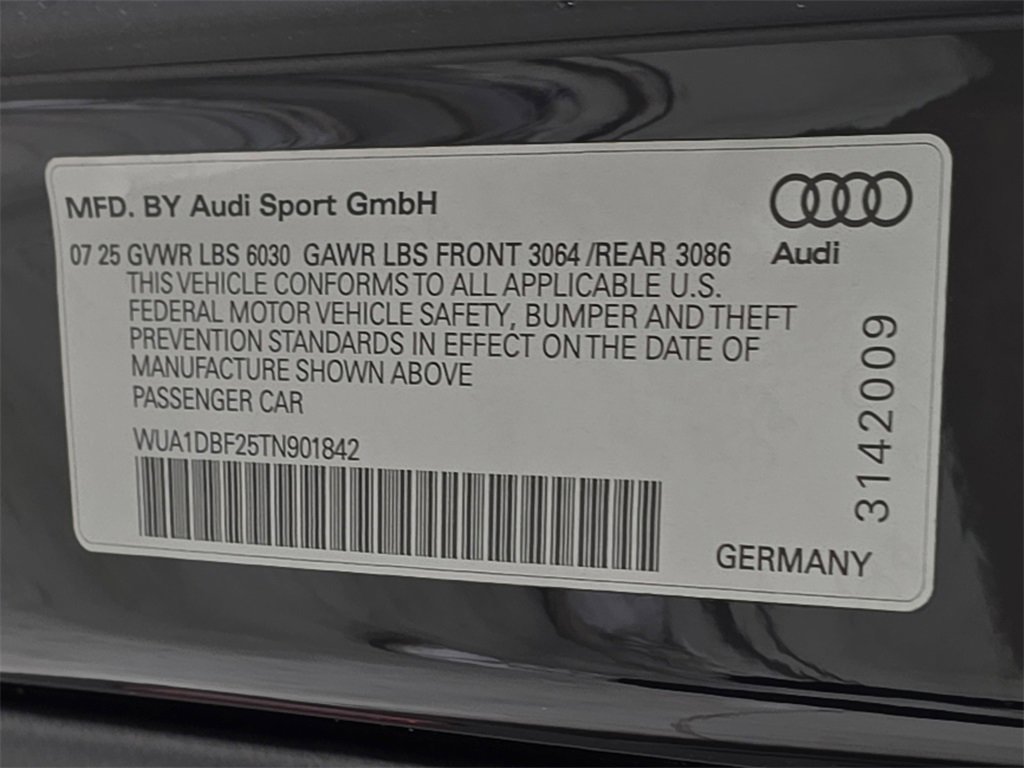 MFD. BY Audi Sport GmbH
07 25 GVWR LBS 6030 GAWR LBS FRONT 3064 /REAR 3086
Audi
THIS VEHICLE CONFORMS TO ALL APPLICABLE U.S.
FEDERAL MOTOR VEHICLE SAFETY, BUMPER AND THEFT
PREVENTION STANDARDS IN EFFECT ON THE DATE OF
MANUFACTURE SHOWN ABOVE
PASSENGER CAR
WUA1DBF25TN901842
3142009
GERMANY